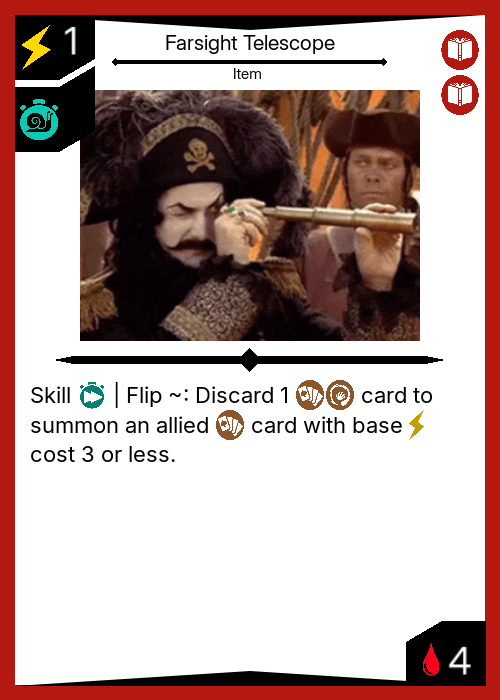 1
Farsight Telescope
Item
Skill | Flip ~: Discard 1 card to
summon an allied card with base
cost 3 or less.
4